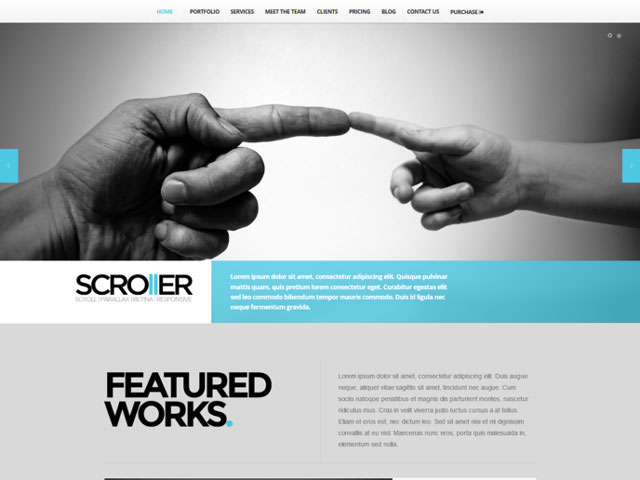 HOME PORTFOLIO SERVICES MEET THE TEAM CLIENTS PRICING BLOG CONTACT US PURCHASE
SCROllER
SCROLL +PARALLAX +RETINA +RESPONSIVE
Lorem ipsum dolor sit amet, consectetur adipiscing elit. Quisque pulvinar
mattis quam, quis pretium lorem consectetur eget. Curabitur egestas elit
sed leo commodo bibendum tempor mauris commodo. Duis id ligula nec
neque fermentum gravida.
FEATURED
WORKS.
Lorem ipsum dolor sit amet, consectetur adipiscing elit. Duis augue
neque, aliquet vitae sagittis sit amet, tincidunt nec augue. Cum
sociis natoque penatibus et magnis dis parturient montes, nascetur
ridiculus mus. Cras in velit viverra justo luctus cursus a at tellus.
Etiam et eros est, nec dictum leo. Sed sit amet nisi et mi dignissim
convallis at eu nisl. Maecenas nunc eros, porta quis malesuada in,
elementum sed nulla.